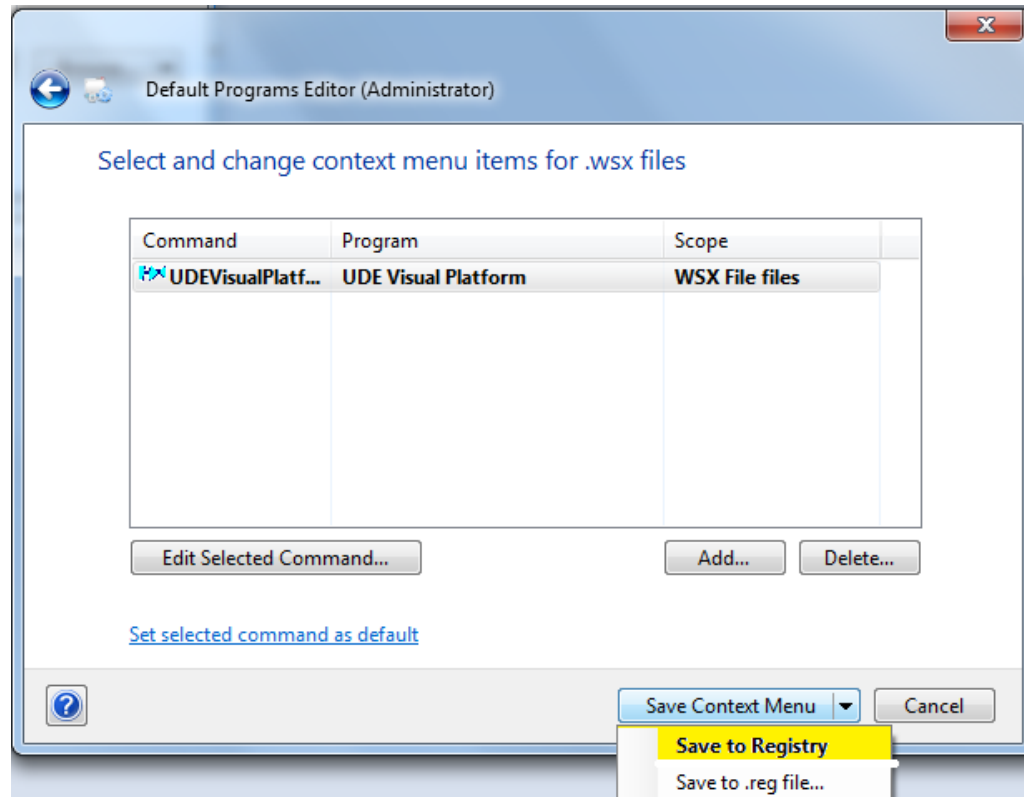 Default Programs Editor (Administrator)
Select and change context menu items for .wsx files
Command Program Scope
UDEVisualPlatf... UDE Visual Platform WSX File files
Edit Selected Command... Add... Delete...
Set selected command as default
Save Context Menu Cancel
Save to Registry
Save to .reg file...